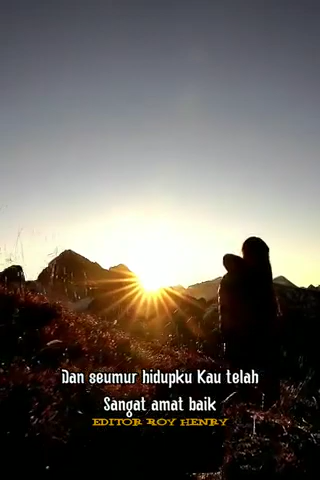 Dan seumur hidupku Kau telah
Sangat amat baik
EDITOR ROY HENRY